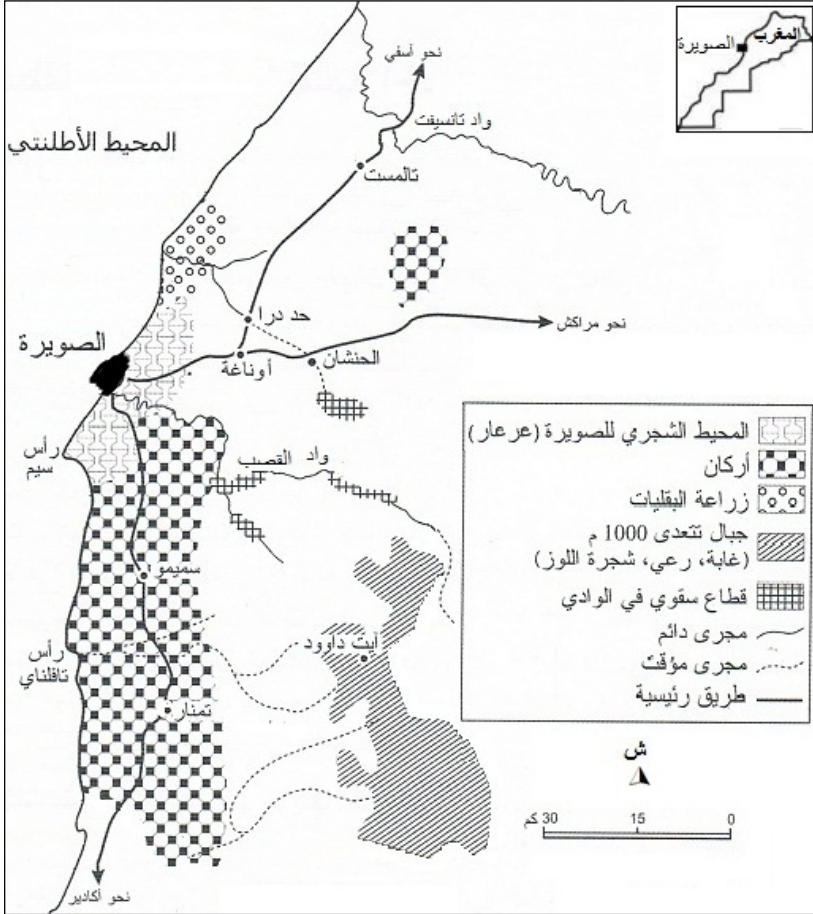 المغرب
الصويرة
نحو آسفي
واد تانسيفت
المحيط الأطلنتي
تالمست
حد درا
نحو مراكش
الصويرة
أوناغة
الحنشان
رأس
سيم
واد القصب
سميمو
رأس
تافلناي
آيت داوود
تمنار
نحو أكادير
المحيط الشجري للصويرة (عرعار)
أركان
زراعة البقليات
جبال تتعدى 1000 م
(غابة، رعي، شجرة اللوز)
قطاع سقوي في الوادي
مجرى دائم
مجرى مؤقت
طريق رئيسية
ش
30 كم
15
0